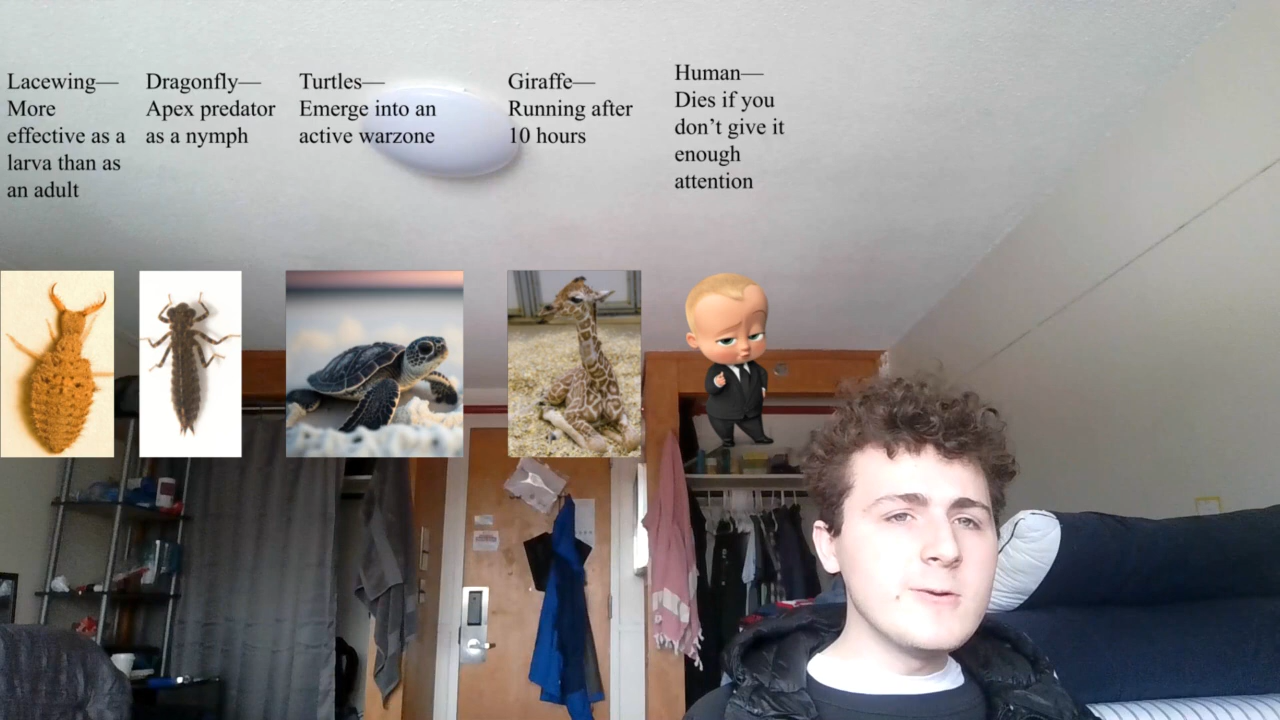 Lacewing—
More
effective as a
larva than as
an adult
Dragonfly—
Apex predator
as a nymph
Turtles—
Emerge into an
active warzone
Giraffe—
Running after
10 hours
Human—
Dies if you
don’t give it
enough
attention